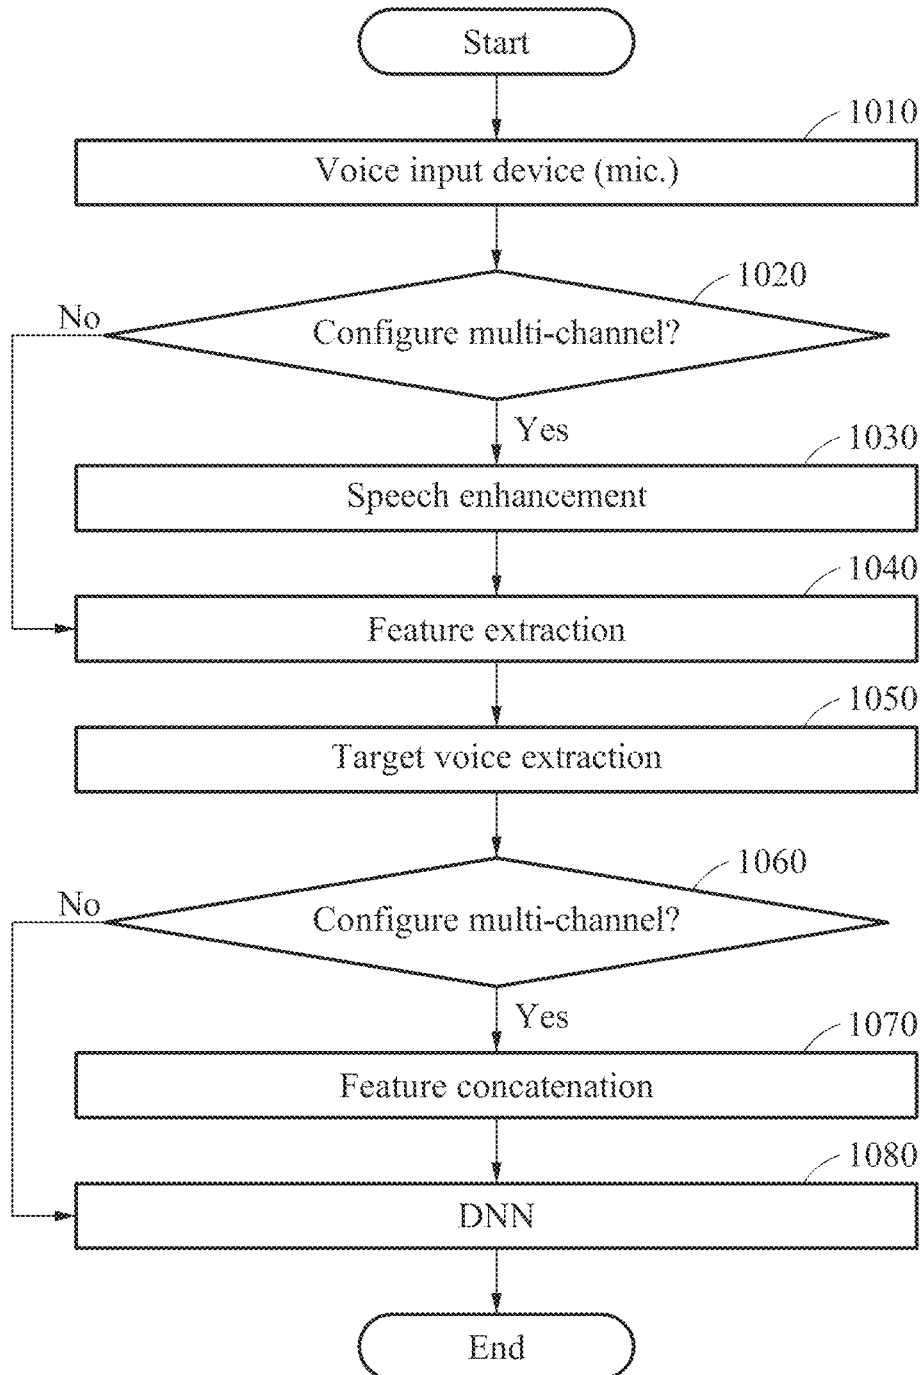 Start
1010
Voice input device (mic.)
1020
No
Configure multi-channel?
Yes
1030
Speech enhancement
1040
Feature extraction
1050
Target voice extraction
1060
No
Configure multi-channel?
Yes
1070
Feature concatenation
1080
DNN
End